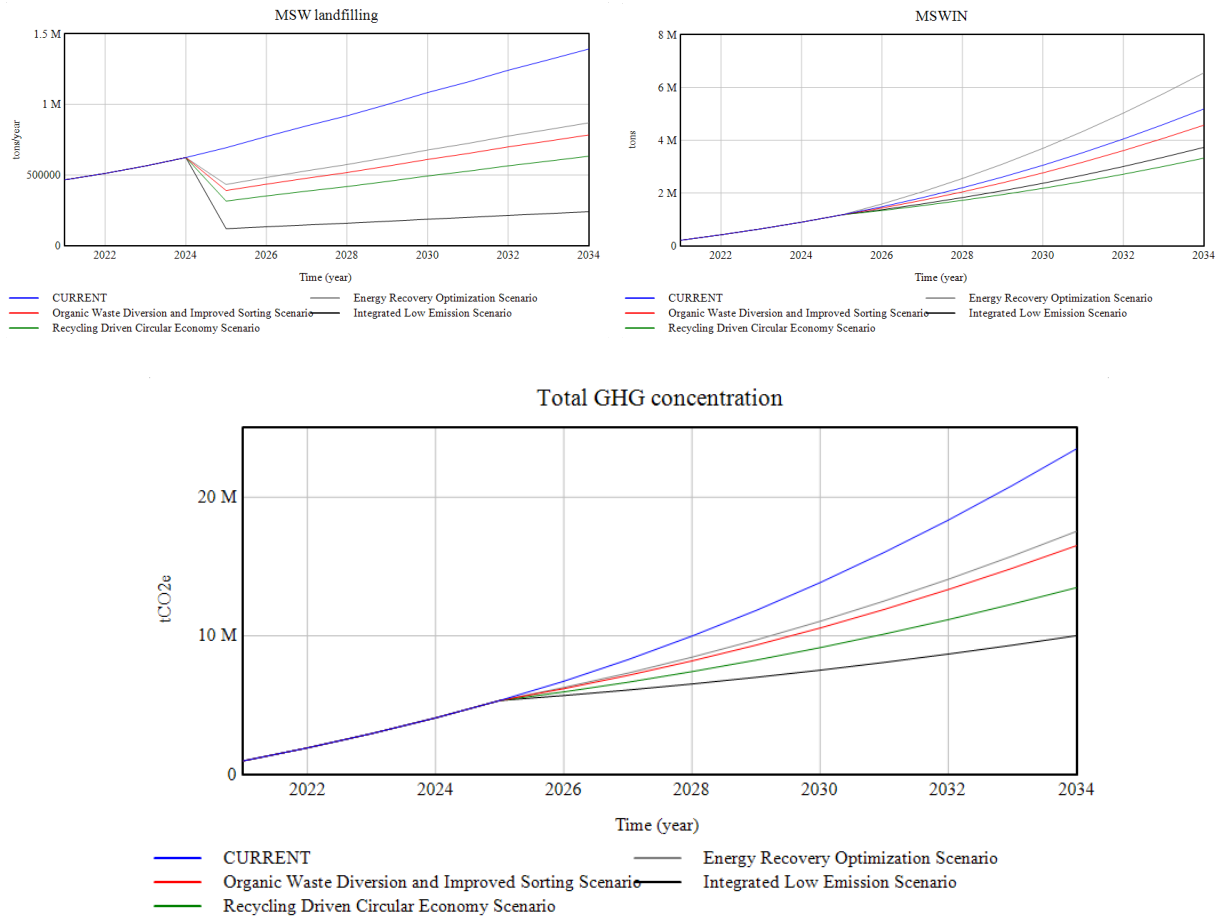 MSW landfilling
1.5 M
1 M
500000
0
tons/year
2022 2024 2026 2028 2030 2032 2034
Time (year)
CURRENT
Organic Waste Diversion and Improved Sorting Scenario
Recycling Driven Circular Economy Scenario
Energy Recovery Optimization Scenario
Integrated Low Emission Scenario
MSWIN
8 M
6 M
4 M
2 M
0
tons
2022 2024 2026 2028 2030 2032 2034
Time (year)
CURRENT
Organic Waste Diversion and Improved Sorting Scenario
Recycling Driven Circular Economy Scenario
Energy Recovery Optimization Scenario
Integrated Low Emission Scenario
Total GHG concentration
20 M
10 M
0
tCO2e
2022 2024 2026 2028 2030 2032 2034
Time (year)
CURRENT
Organic Waste Diversion and Improved Sorting Scenario
Recycling Driven Circular Economy Scenario
Energy Recovery Optimization Scenario
Integrated Low Emission Scenario